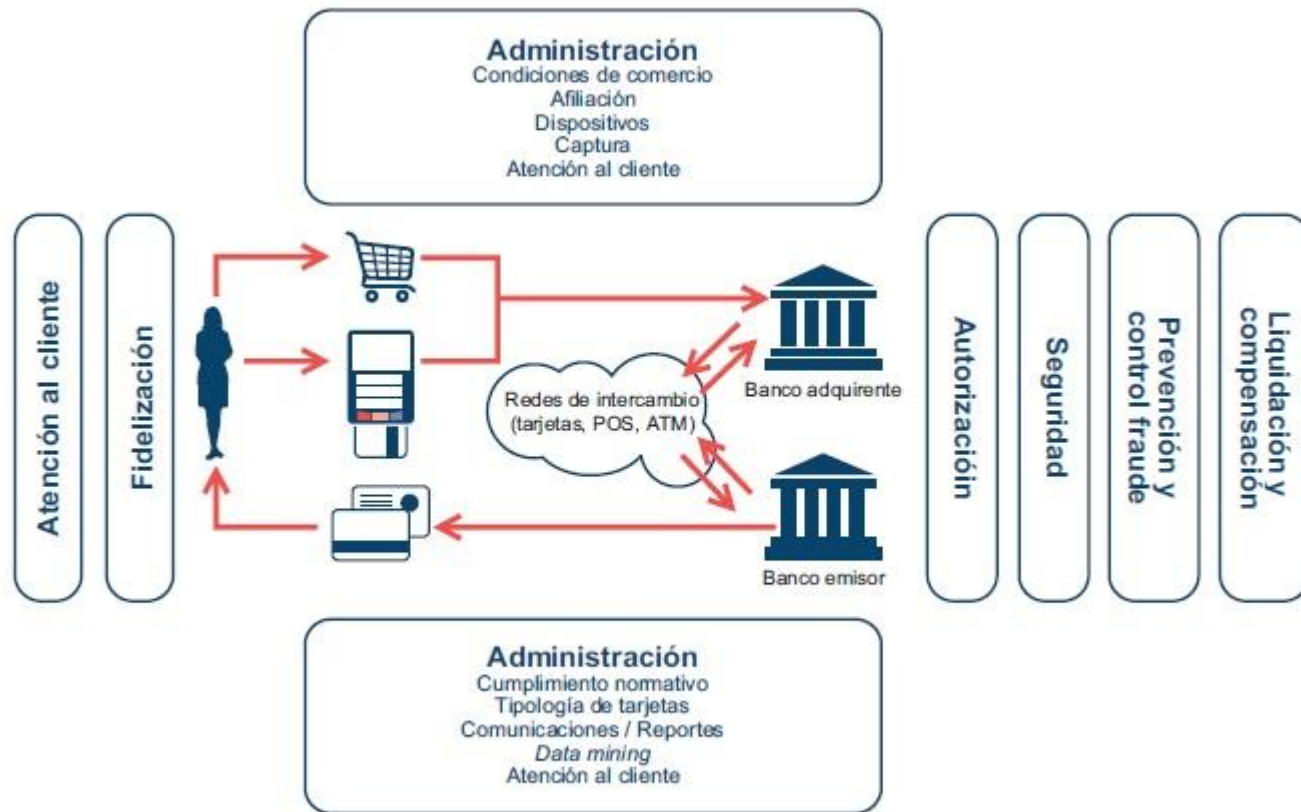 Administración
Condiciones de comercio
Afiliación
Dispositivos
Captura
Atención al cliente
Atención al cliente
Fidelización
Redes de intercambio
(tarjetas, POS, ATM)
Banco adquirente
Banco emisor
Autorizacióin
Seguridad
Prevención y
control fraude
Liquidación y
compensación
Administración
Cumplimiento normativo
Tipología de tarjetas
Comunicaciones / Reportes
Data mining
Atención al cliente